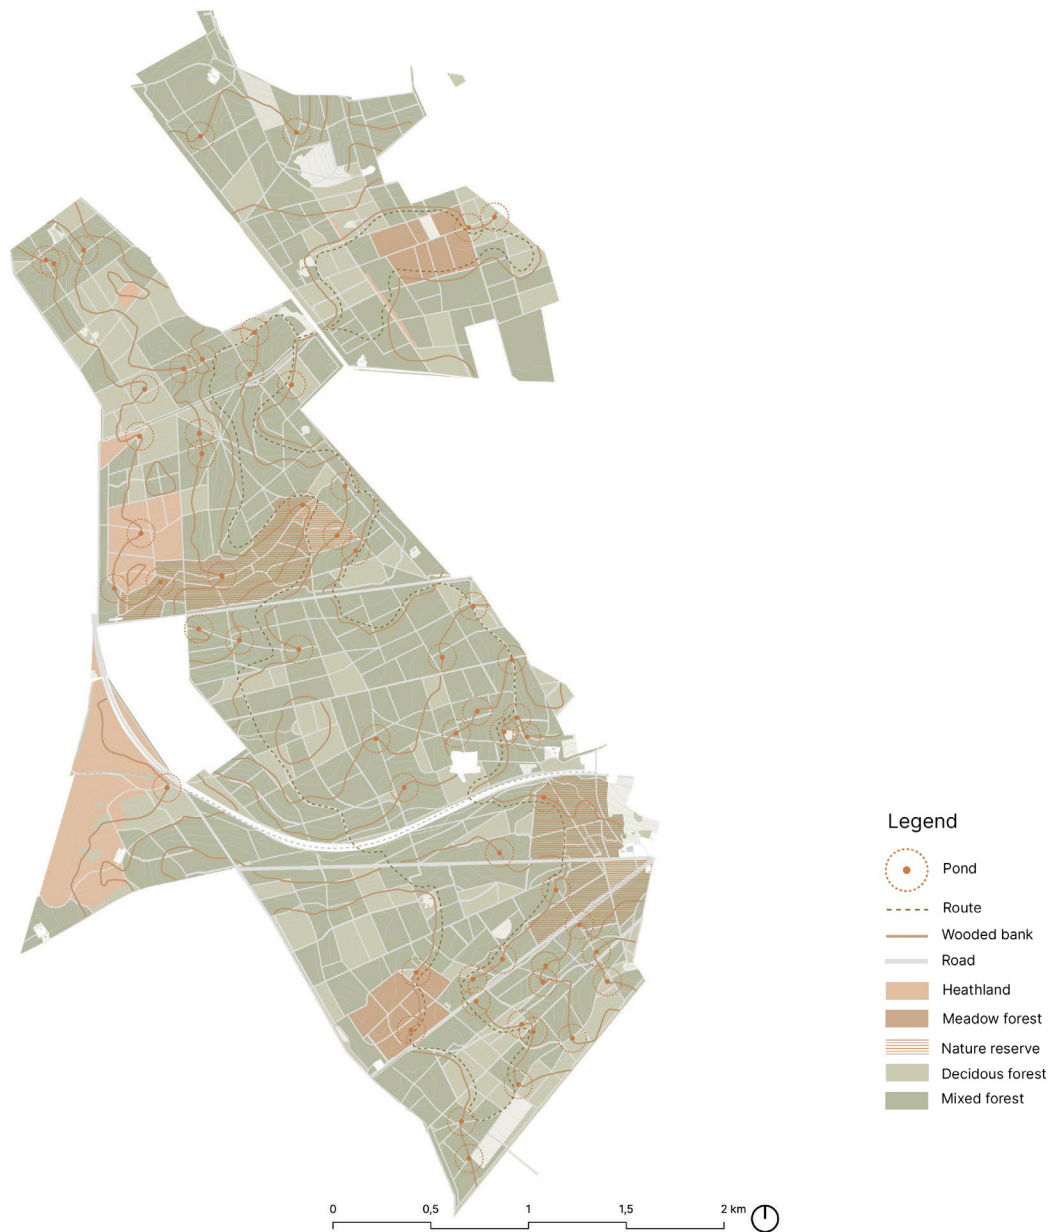 Legend
Pond
Route
Wooded bank
Road
Heathland
Meadow forest
Nature reserve
Decidous forest
Mixed forest
0 0,5 1 1,5 2 km